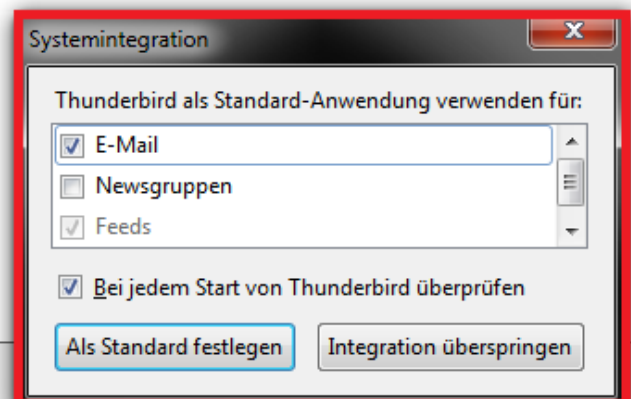 Systemintegration
Thunderbird als Standard-Anwendung verwenden für:
E-Mail
Newsgruppen
Feeds
Bei jedem Start von Thunderbird überprüfen
Als Standard festlegen
Integration überspringen